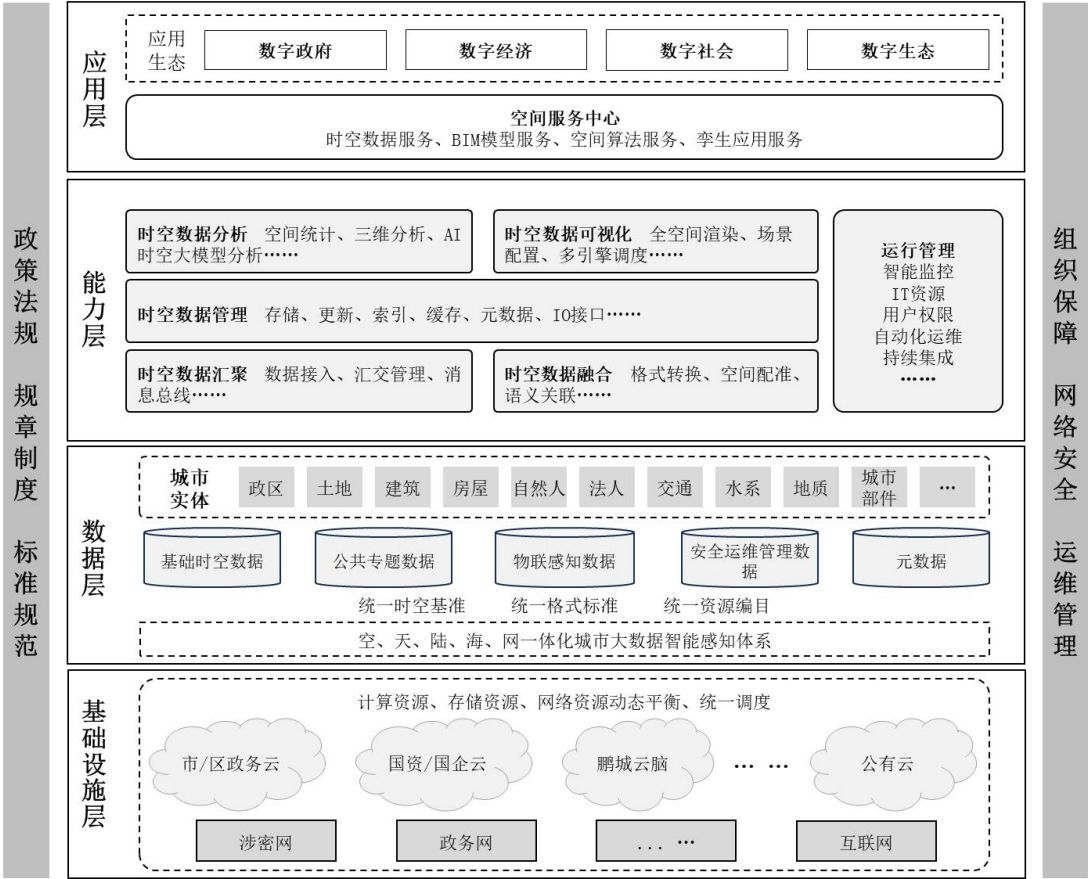 政策法规 规章制度 标准规范
应用层
应用
生态
数字政府
数字经济
数字社会
数字生态
空间服务中心
时空数据服务、BIM模型服务、空间算法服务、孪生应用服务
能力层
时空数据分析 空间统计、三维分析、AI
时空大模型分析……
时空数据可视化 全空间渲染、场景
配置、多引擎调度……
时空数据管理 存储、更新、索引、缓存、元数据、IO接口……
时空数据汇聚 数据接入、汇交管理、消
息总线……
时空数据融合 格式转换、空间配准、
语义关联……
运行管理
智能监控
IT资源
用户权限
自动化运维
持续集成
……
数据层
城市
实体
政区
土地
建筑
房屋
自然人
法人
交通
水系
地质
城市
部件
…
基础时空数据
公共专题数据
物联感知数据
安全运维管理数
据
元数据
统一时空基准 统一格式标准 统一资源编目
空、天、陆、海、网一体化城市大数据智能感知体系
基础设施层
计算资源、存储资源、网络资源动态平衡、统一调度
市/区政务云
国资/国企云
鹏城云脑
… …
公有云
涉密网
政务网
... …
互联网
组织保障 网络安全 运维管理